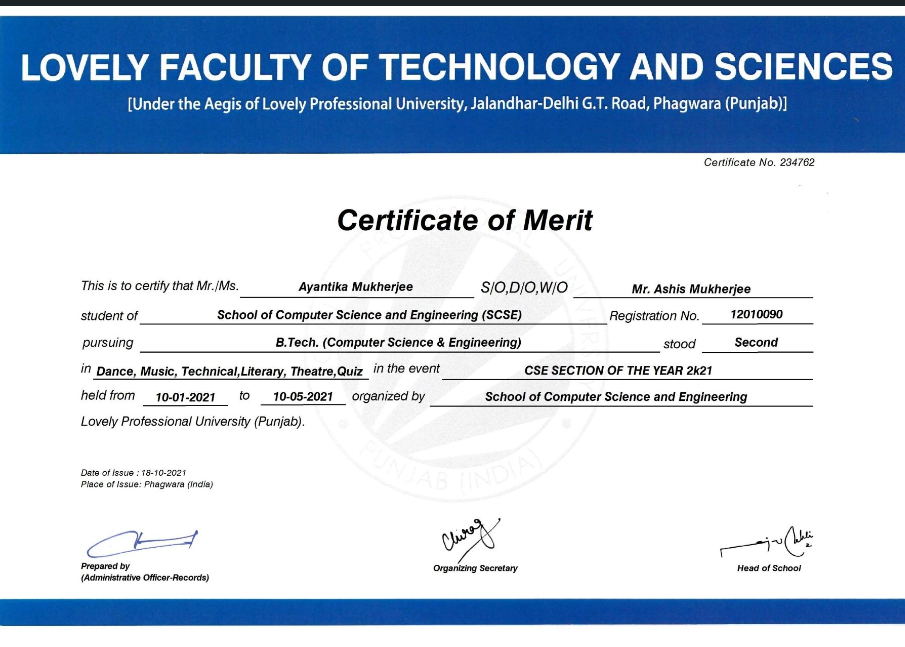 LOVELY FACULTY OF TECHNOLOGY AND SCIENCES
[Under the Aegis of Lovely Professional University, Jalandhar-Delhi G.T. Road, Phagwara (Punjab)]
Certificate No. 234762
Certificate of Merit
This is to certify that Mr./Ms. Ayantika Mukherjee S/O,D/O,W/O Mr. Ashis Mukherjee
student of School of Computer Science and Engineering (SCSE) Registration No. 12010090
pursuing B.Tech. (Computer Science & Engineering) stood Second
in Dance, Music, Technical,Literary, Theatre,Quiz in the event CSE SECTION OF THE YEAR 2k21
held from 10-01-2021 to 10-05-2021 organized by School of Computer Science and Engineering
Lovely Professional University (Punjab).
PUNJAB (INDIA)
Date of Issue : 18-10-2021
Place of Issue: Phagwara (India)
Chirag
Prepared by
(Administrative Officer-Records)
Organizing Secretary
Head of School